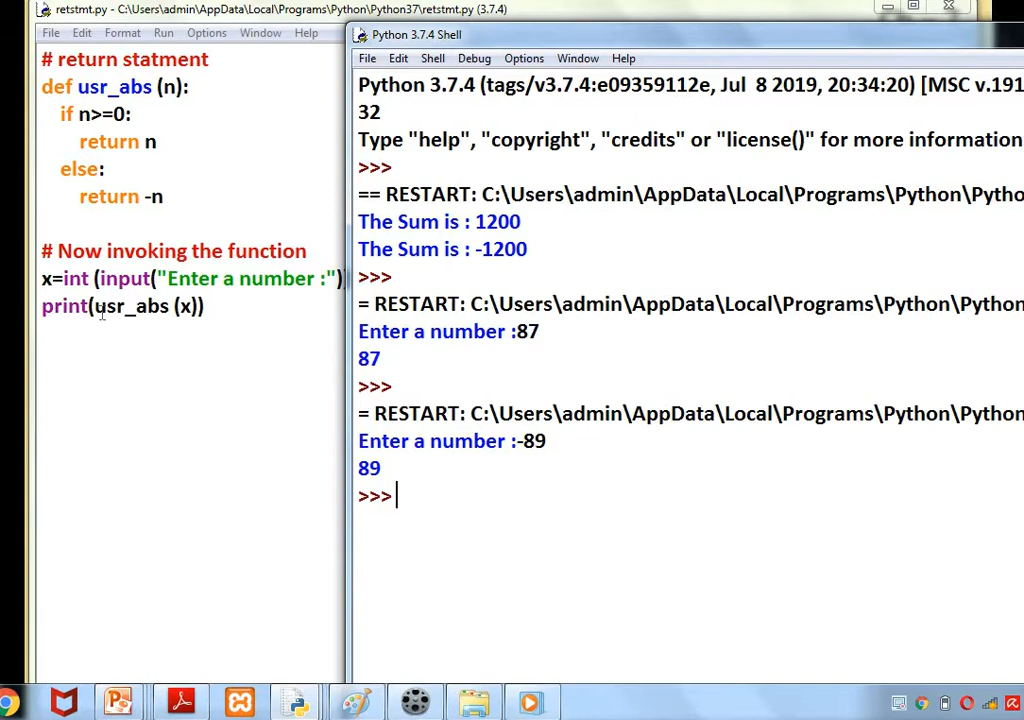 retstmt.py - C:\Users\admin\AppData\Local\Programs\Python\Python37\retstmt.py (3.7.4)
File Edit Format Run Options Window Help
# return statment
def usr_abs (n):
if n>=0:
return n
else:
return -n
# Now invoking the function
x=int (input("Enter a number :"))
print(usr_abs (x))
Python 3.7.4 Shell
File Edit Shell Debug Options Window Help
Python 3.7.4 (tags/v3.7.4:e09359112e, Jul 8 2019, 20:34:20) [MSC v.191
32
Type "help", "copyright", "credits" or "license()" for more information
>>>
== RESTART: C:\Users\admin\AppData\Local\Programs\Python\Pytho
The Sum is : 1200
The Sum is : -1200
>>>
= RESTART: C:\Users\admin\AppData\Local\Programs\Python\Python
Enter a number :87
87
>>>
= RESTART: C:\Users\admin\AppData\Local\Programs\Python\Python
Enter a number :-89
89
>>>